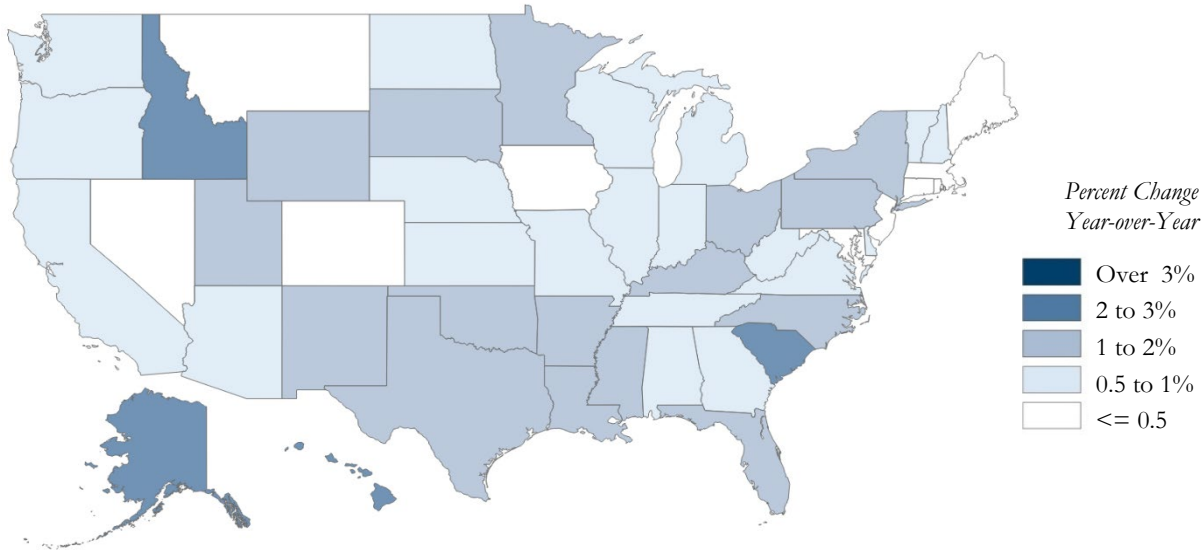 Percent Change
Year-over-Year
Over 3%
2 to 3%
1 to 2%
0.5 to 1%
<= 0.5